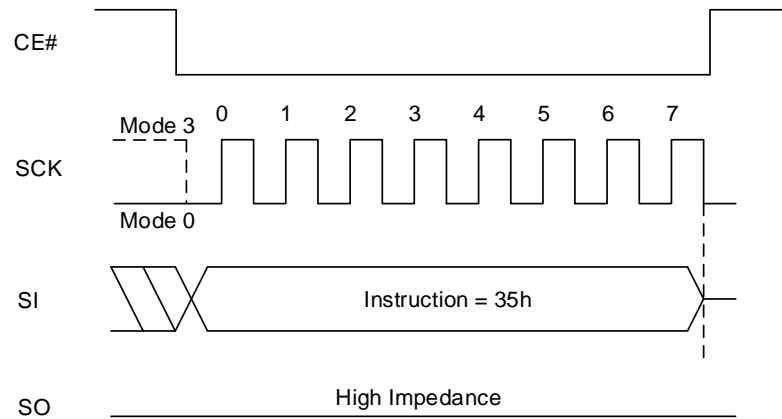 CE#
0 1 2 3 4 5 6 7
Mode 3
SCK
Mode 0
SI
Instruction = 35h
High Impedance
SO